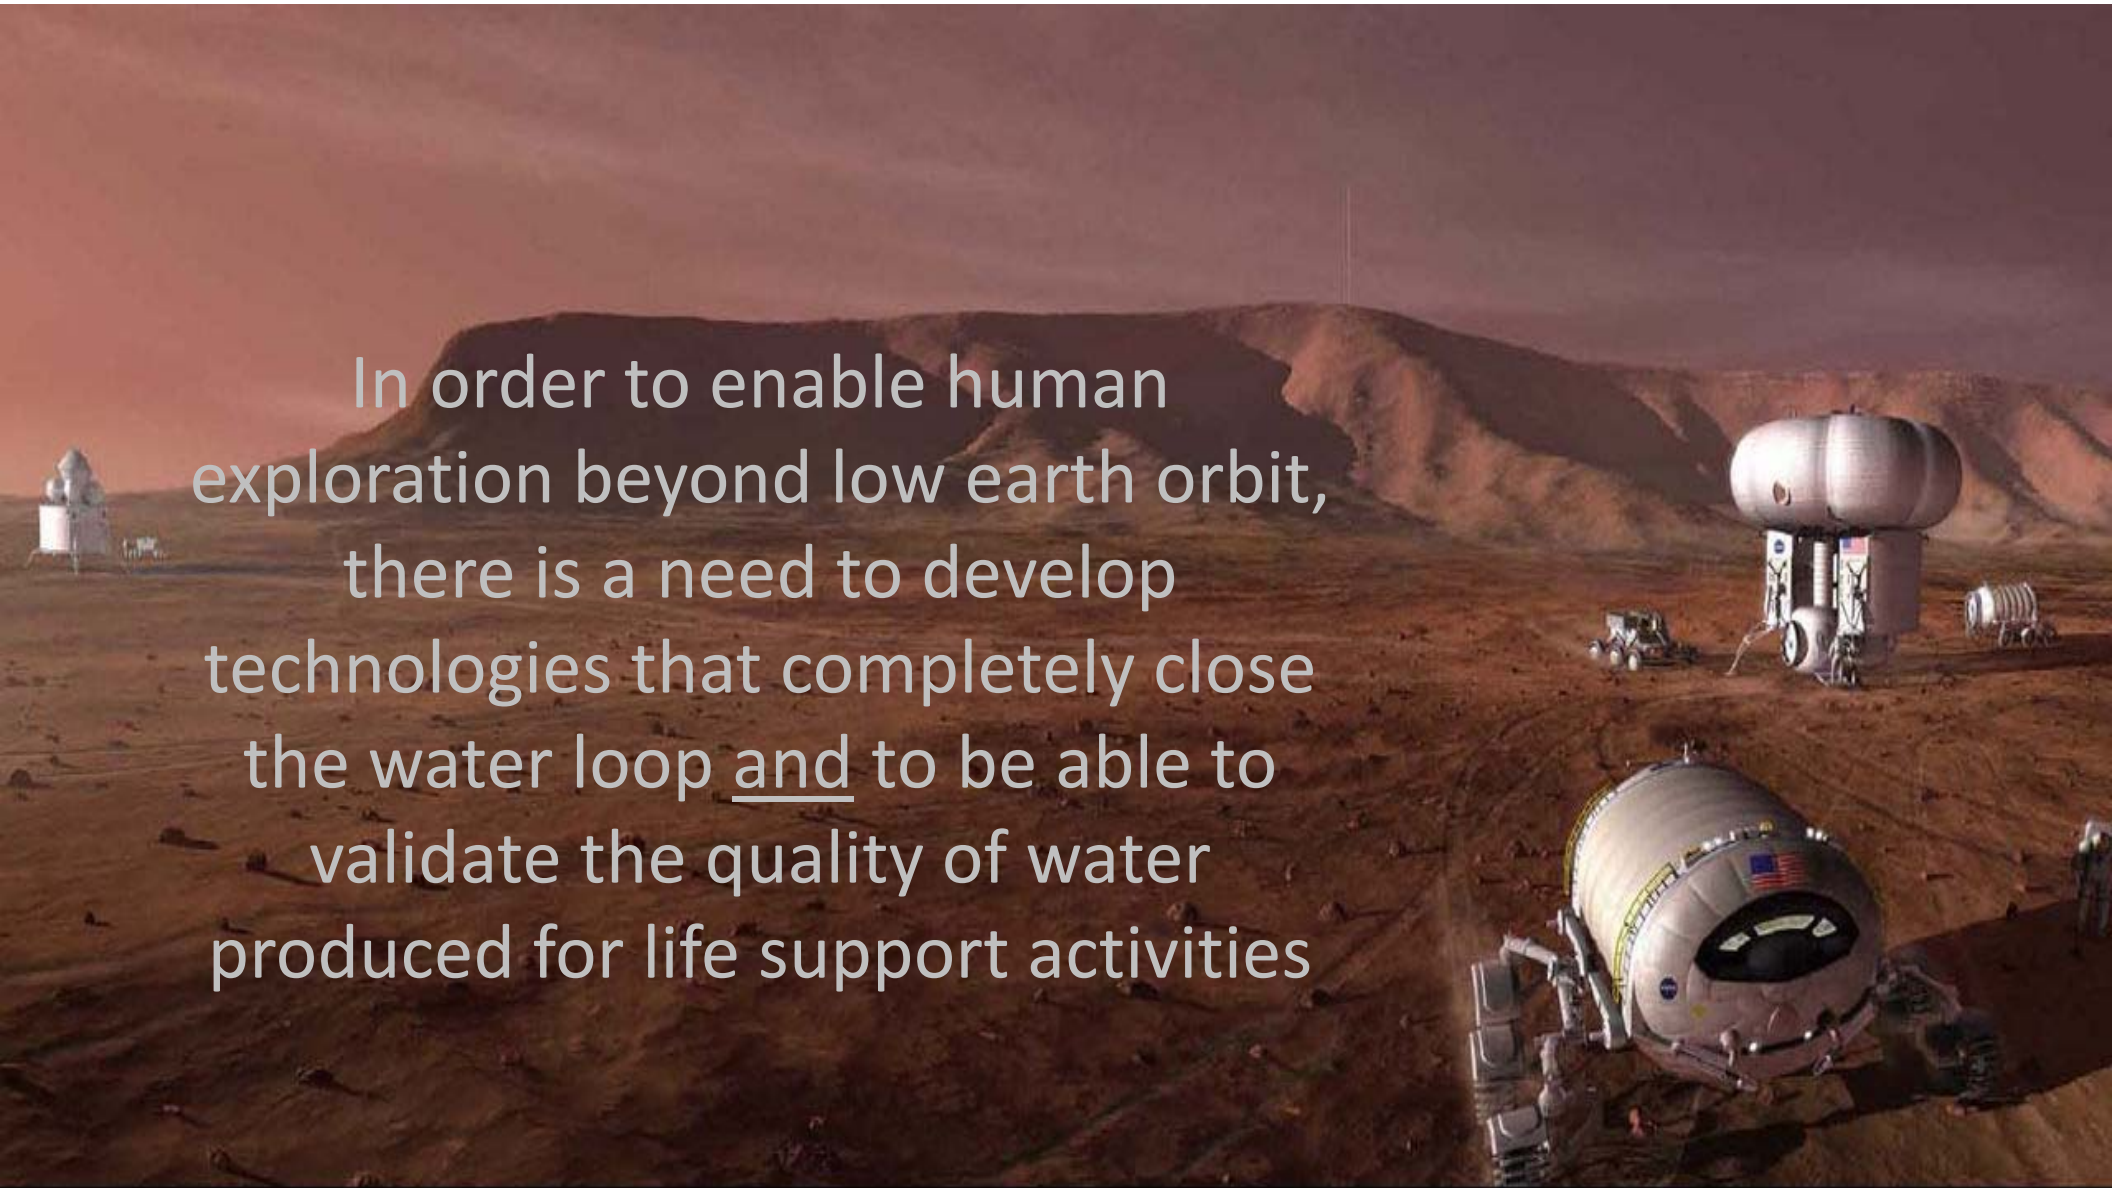 In order to enable human
exploration beyond low earth orbit,
there is a need to develop
technologies that completely close
the water loop and to be able to
validate the quality of water
produced for life support activities